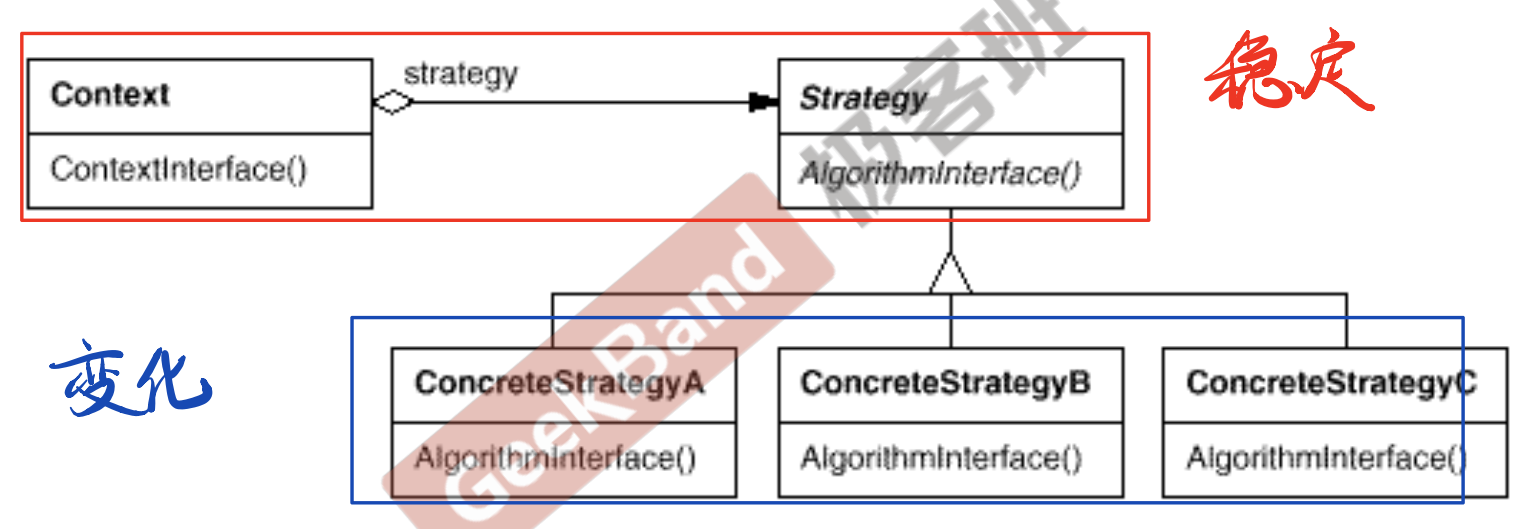 strategy
Context
Strategy
稳定
ContextInterface()
AlgorithmInterface()
极客班
GeekBand
变化
ConcreteStrategyA
ConcreteStrategyB
ConcreteStrategyC
AlgorithmInterface()
AlgorithmInterface()
AlgorithmInterface()